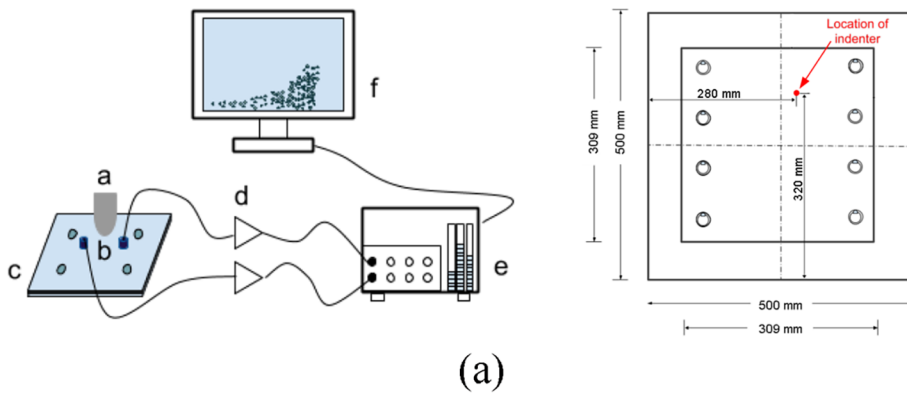 a
b
c
d
e
f
Location of
indenter
280 mm
309 mm
500 mm
320 mm
500 mm
309 mm
(a)